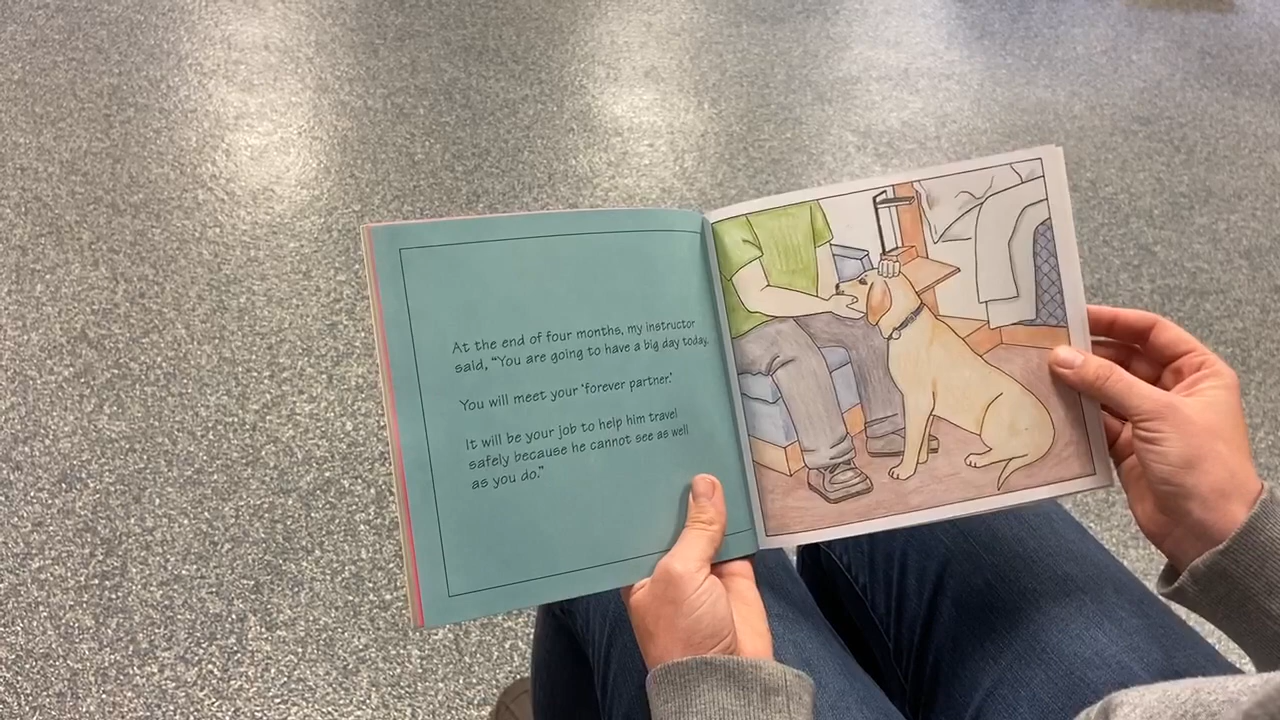 At the end of four months, my instructor
said, “You are going to have a big day today.
You will meet your ‘forever partner.’
It will be your job to help him travel
safely because he cannot see as well
as you do.”